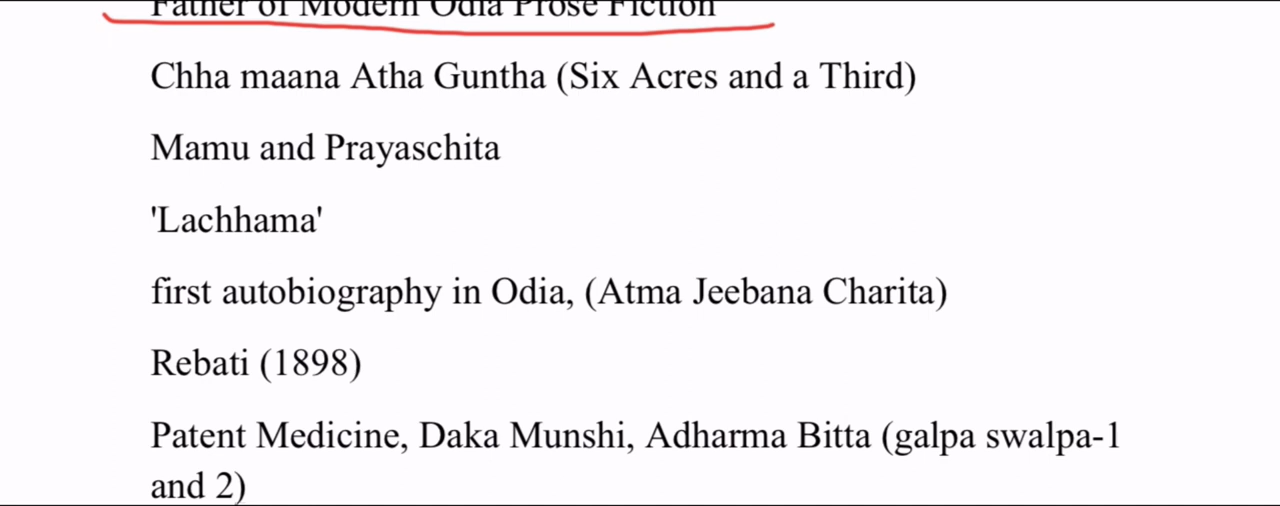 Father of Modern Odia Prose Fiction
Chha maana Atha Guntha (Six Acres and a Third)
Mamu and Prayaschita
'Lachhama'
first autobiography in Odia, (Atma Jeebana Charita)
Rebati (1898)
Patent Medicine, Daka Munshi, Adharma Bitta (galpa swalpa-1
and 2)